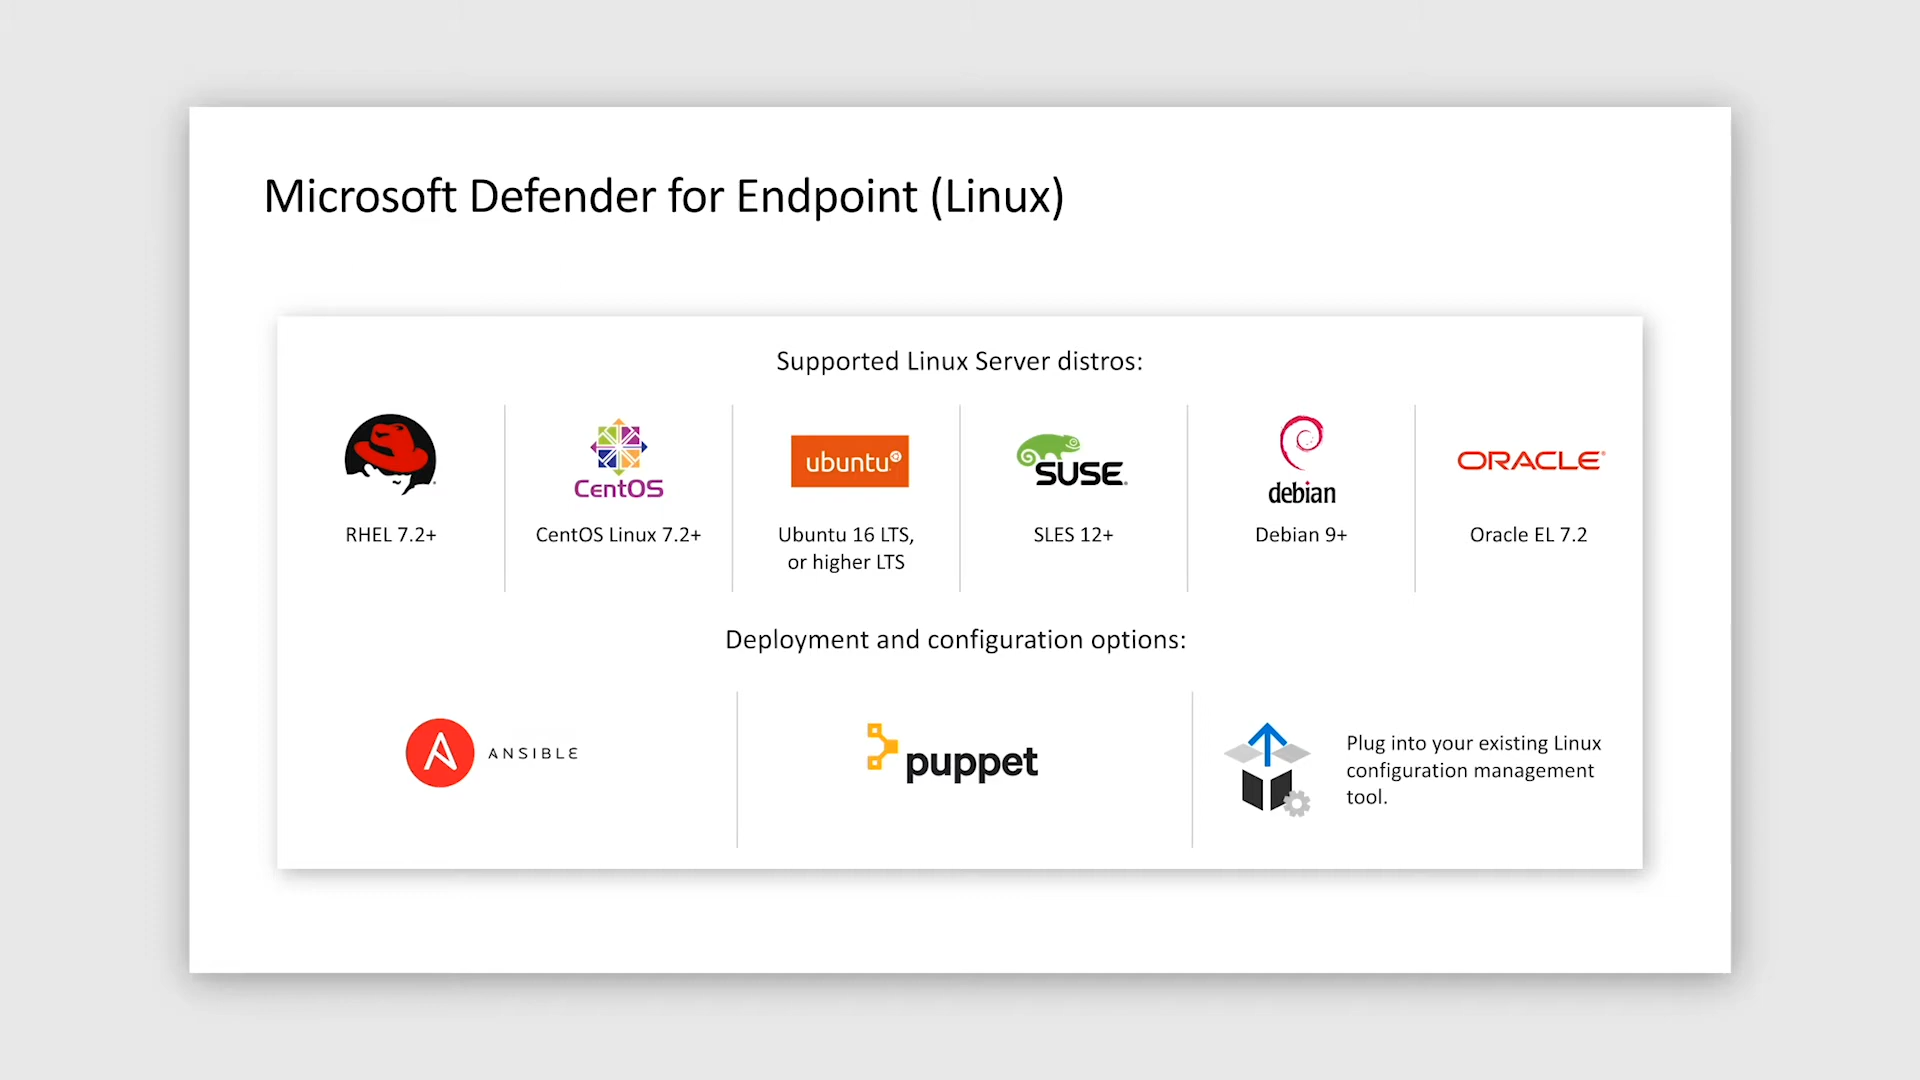 Microsoft Defender for Endpoint (Linux)
Supported Linux Server distros:
CentOS
ubuntu
SUSE
debian
ORACLE
RHEL 7.2+
CentOS Linux 7.2+
Ubuntu 16 LTS,
or higher LTS
SLES 12+
Debian 9+
Oracle EL 7.2
Deployment and configuration options:
ANSIBLE
puppet
Plug into your existing Linux
configuration management
tool.